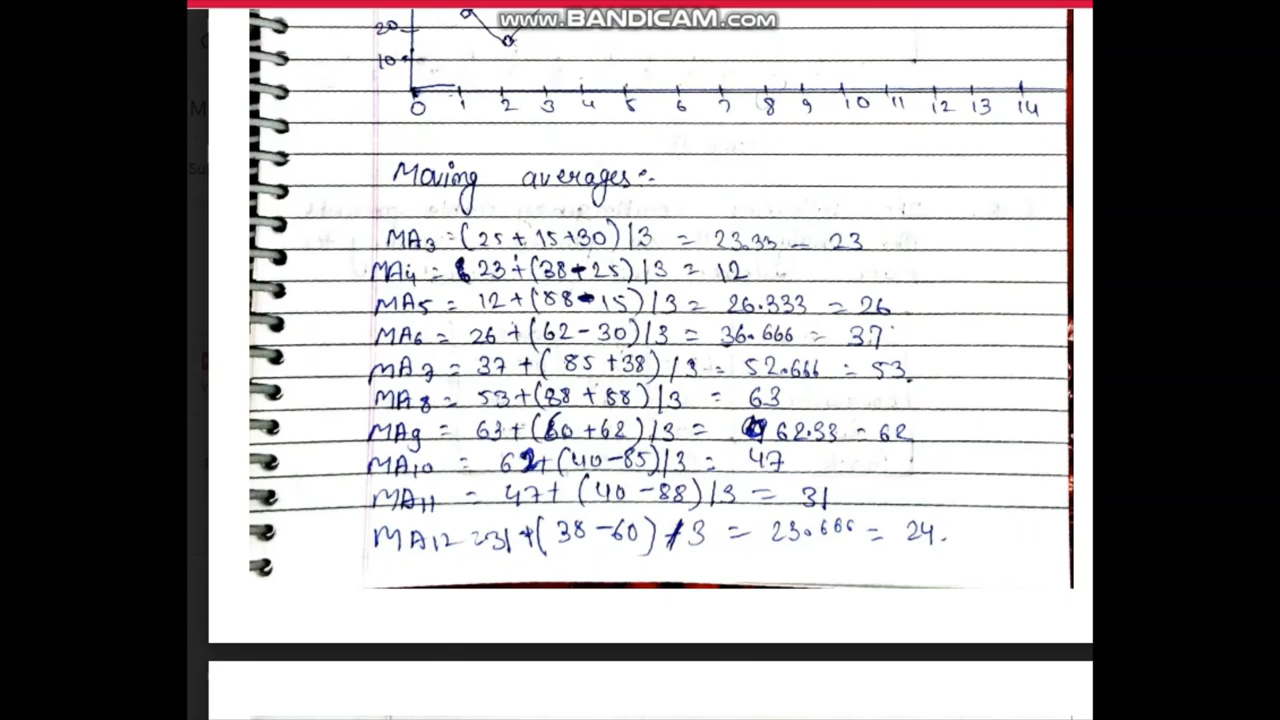 www.BANDICAM.com
20
10
0 1 2 3 4 5 6 7 8 9 10 11 12 13 14
Moving averages:-
MA3 = (25 + 15 + 30) / 3 = 23.33 = 23
MA4 = 23 + (38 - 25) / 3 = 12
MA5 = 12 + (58 - 15) / 3 = 26.333 = 26
MA6 = 26 + (62 - 30) / 3 = 36.666 = 37
MA7 = 37 + ( 85 + 38) / 3 = 52.666 = 53.
MA8 = 53 + (88 + 58) / 3 = 63
MA9 = 63 + (60 + 62) / 3 = 62.33 = 62
MA10 = 62 + (40 - 85) / 3 = 47
MA11 = 47 + (40 - 88) / 3 = 31
MA12 = 31 + (38 - 60) / 3 = 23.666 = 24.